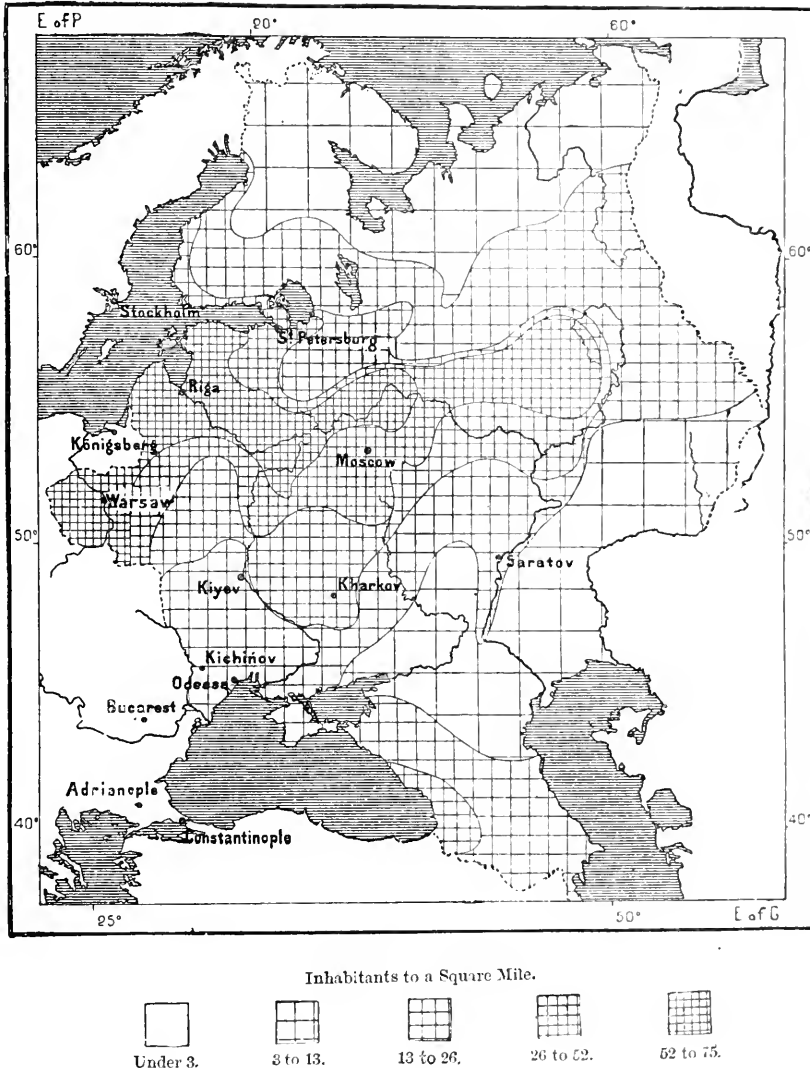 E of P 20° 60°
60° 60°
Stockholm
St Petersburg
Riga
Königsberg
Moscow
Warsaw
50° 50°
Saratov
Kiyev Kharkov
Kichińov
Odessa
Bucarest
Adrianople
40° 40°
Constantinople
25° 50° E of G
Inhabitants to a Square Mile.
Under 3. 3 to 13. 13 to 26. 26 to 52. 52 to 75.